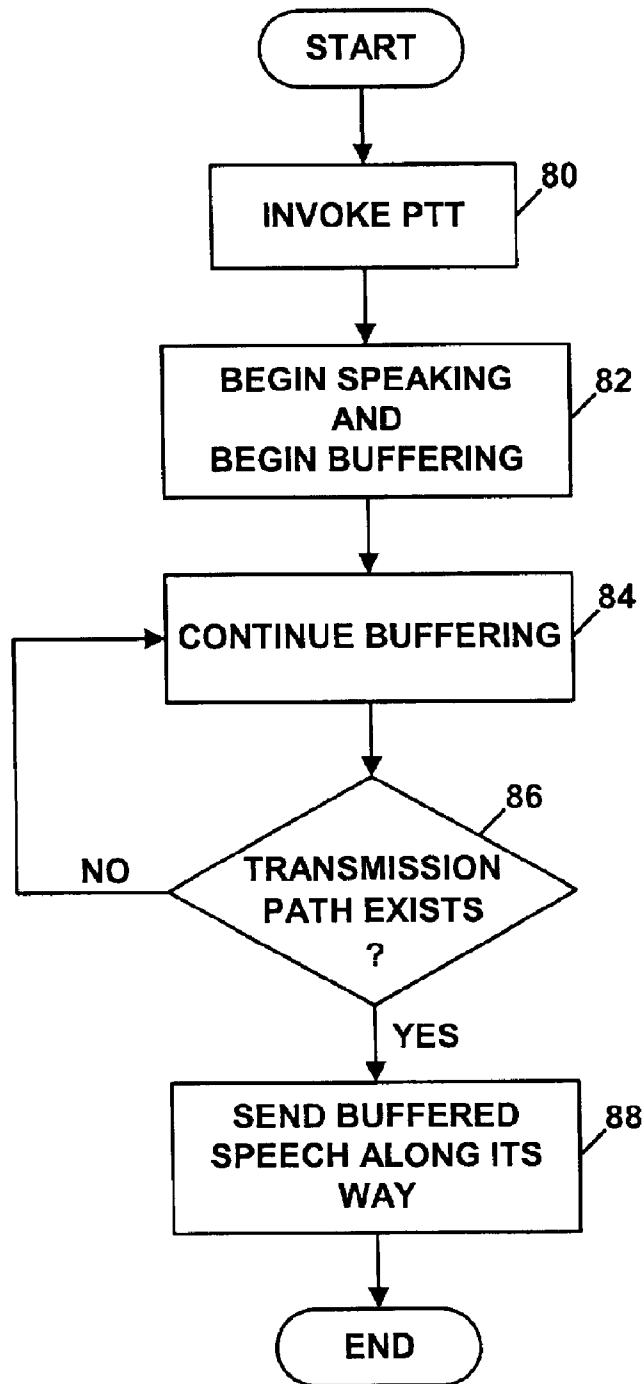 START
80
INVOKE PTT
BEGIN SPEAKING
82
AND
BEGIN BUFFERING
84
CONTINUE BUFFERING
86
NO
TRANSMISSION
PATH EXISTS
?
YES
SEND BUFFERED
88
SPEECH ALONG ITS
WAY
END